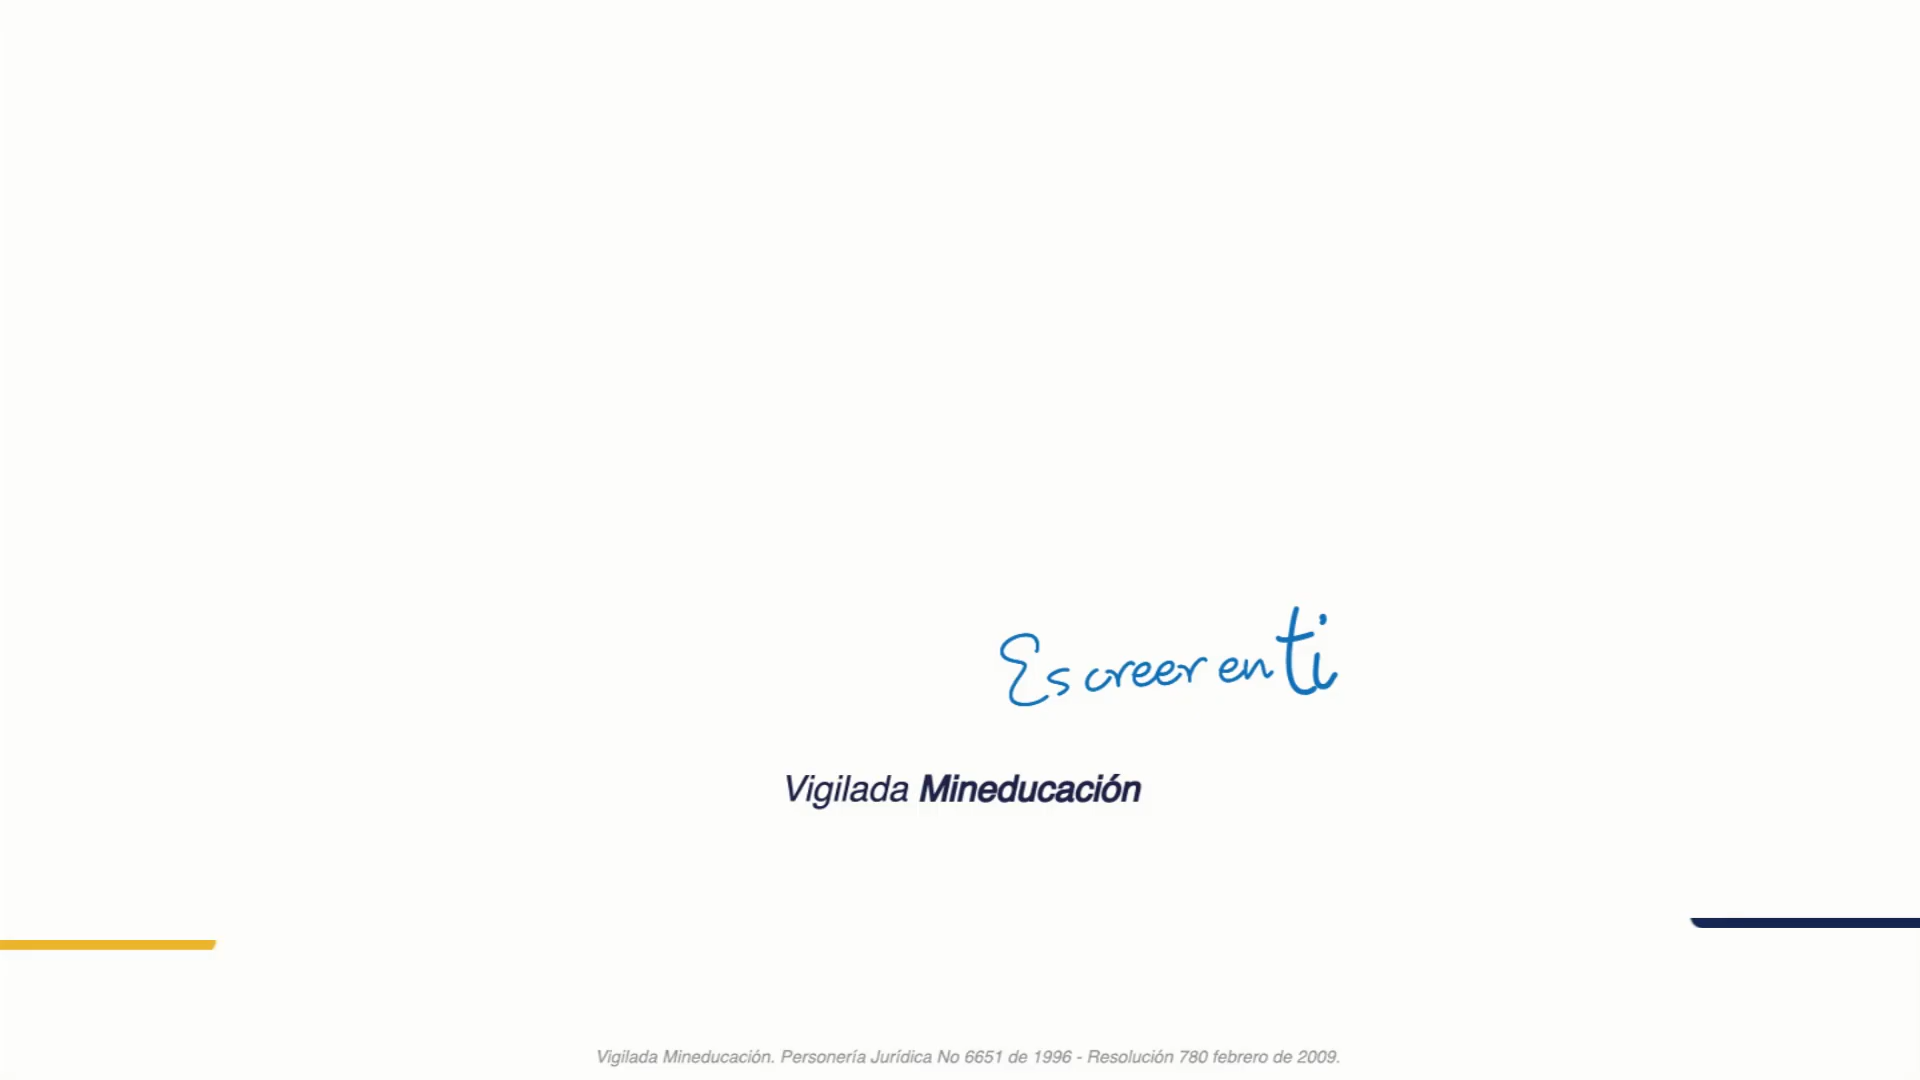 Es creer en ti
Vigilada Mineducación
Vigilada Mineducación. Personería Jurídica No 6651 de 1996 - Resolución 780 febrero de 2009.